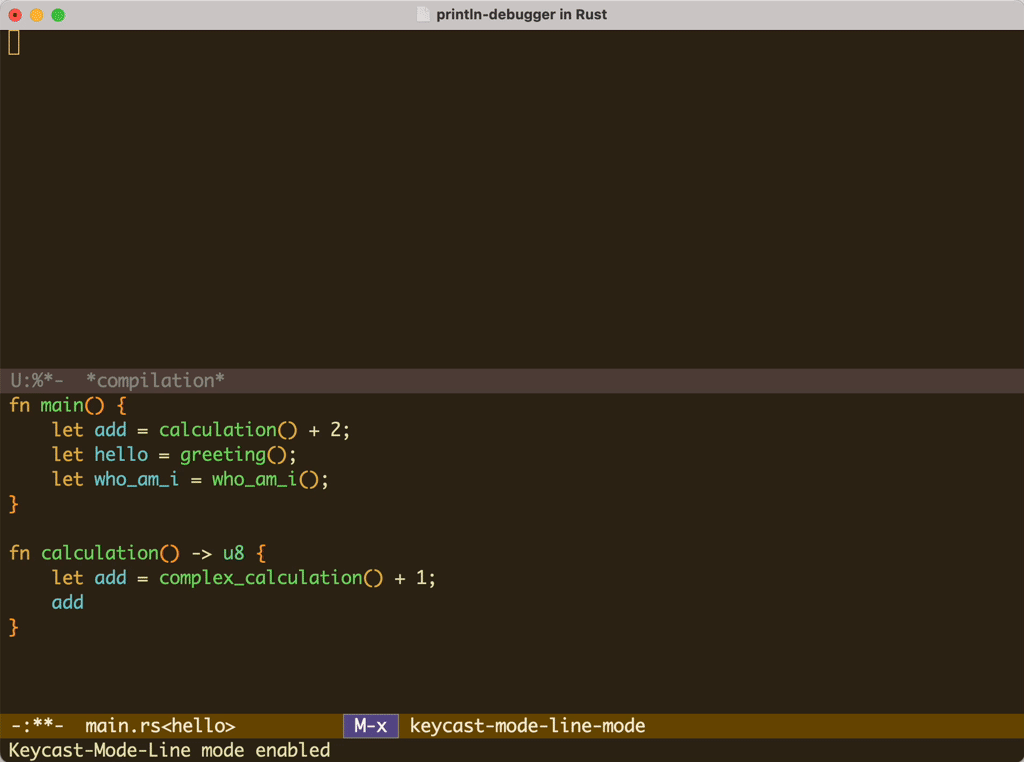 println-debugger in Rust
U:%*-  *compilation*
fn main() {
    let add = calculation() + 2;
    let hello = greeting();
    let who_am_i = who_am_i();
}
fn calculation() -> u8 {
    let add = complex_calculation() + 1;
    add
}
-:**-  main.rs<hello>          M-x keycast-mode-line-mode
Keycast-Mode-Line mode enabled